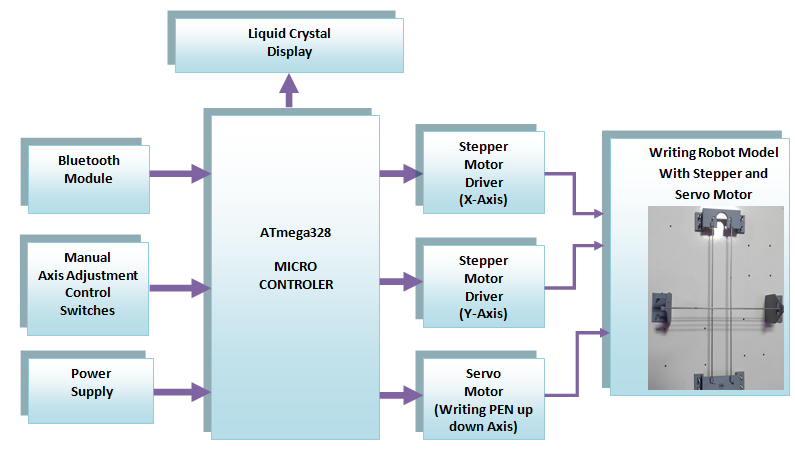 Liquid Crystal
Display
Bluetooth
Module
Manual
Axis Adjustment
Control
Switches
Power
Supply
ATmega328
MICRO
CONTROLER
Stepper
Motor
Driver
(X-Axis)
Stepper
Motor
Driver
(Y-Axis)
Servo
Motor
(Writing PEN up
down Axis)
Writing Robot Model
With Stepper and
Servo Motor